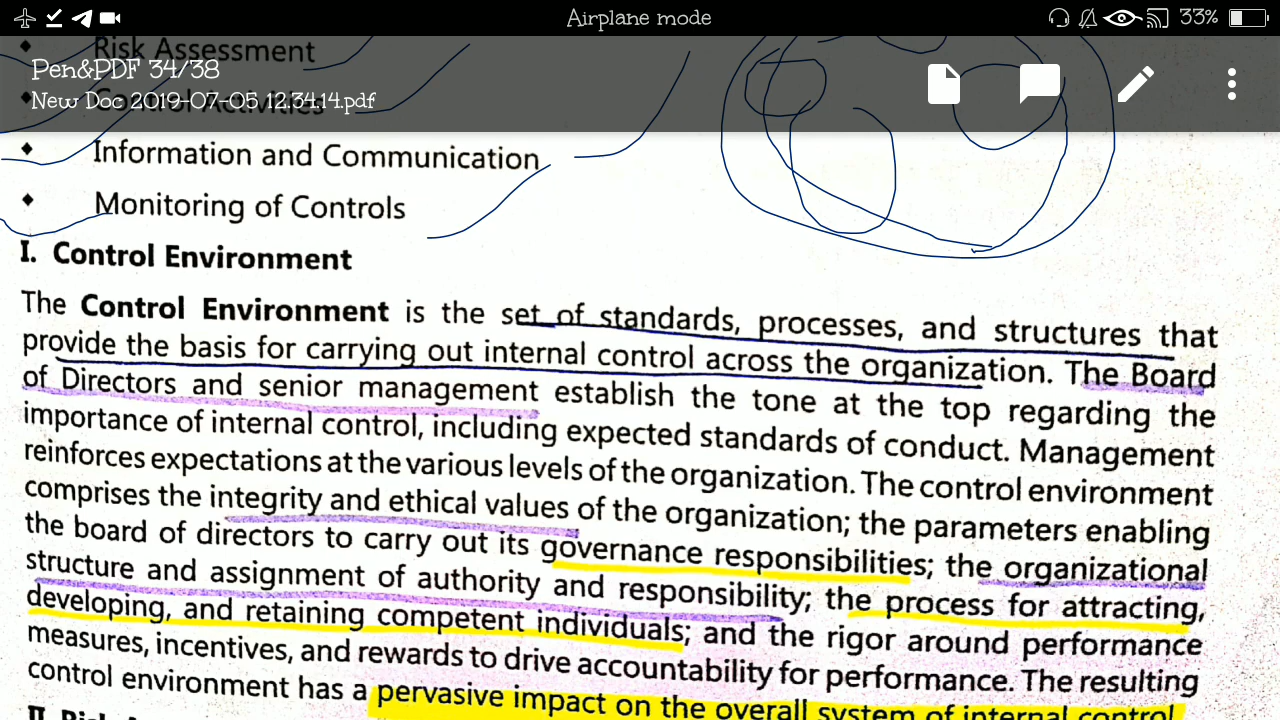 Airplane mode
33%
Risk Assessment
Pen&PDF 34/38
New Doc 2019-07-05 12.34.14.pdf
Control Activities
Information and Communication
Monitoring of Controls
I. Control Environment
The Control Environment is the set of standards, processes, and structures that
provide the basis for carrying out internal control across the organization. The Board
of Directors and senior management establish the tone at the top regarding the
importance of internal control, including expected standards of conduct. Management
reinforces expectations at the various levels of the organization. The control environment
comprises the integrity and ethical values of the organization; the parameters enabling
the board of directors to carry out its governance responsibilities; the organizational
structure and assignment of authority and responsibility; the process for attracting,
developing, and retaining competent individuals; and the rigor around performance
measures, incentives, and rewards to drive accountability for performance. The resulting
control environment has a pervasive impact on the overall system of internal control.
II. Risk